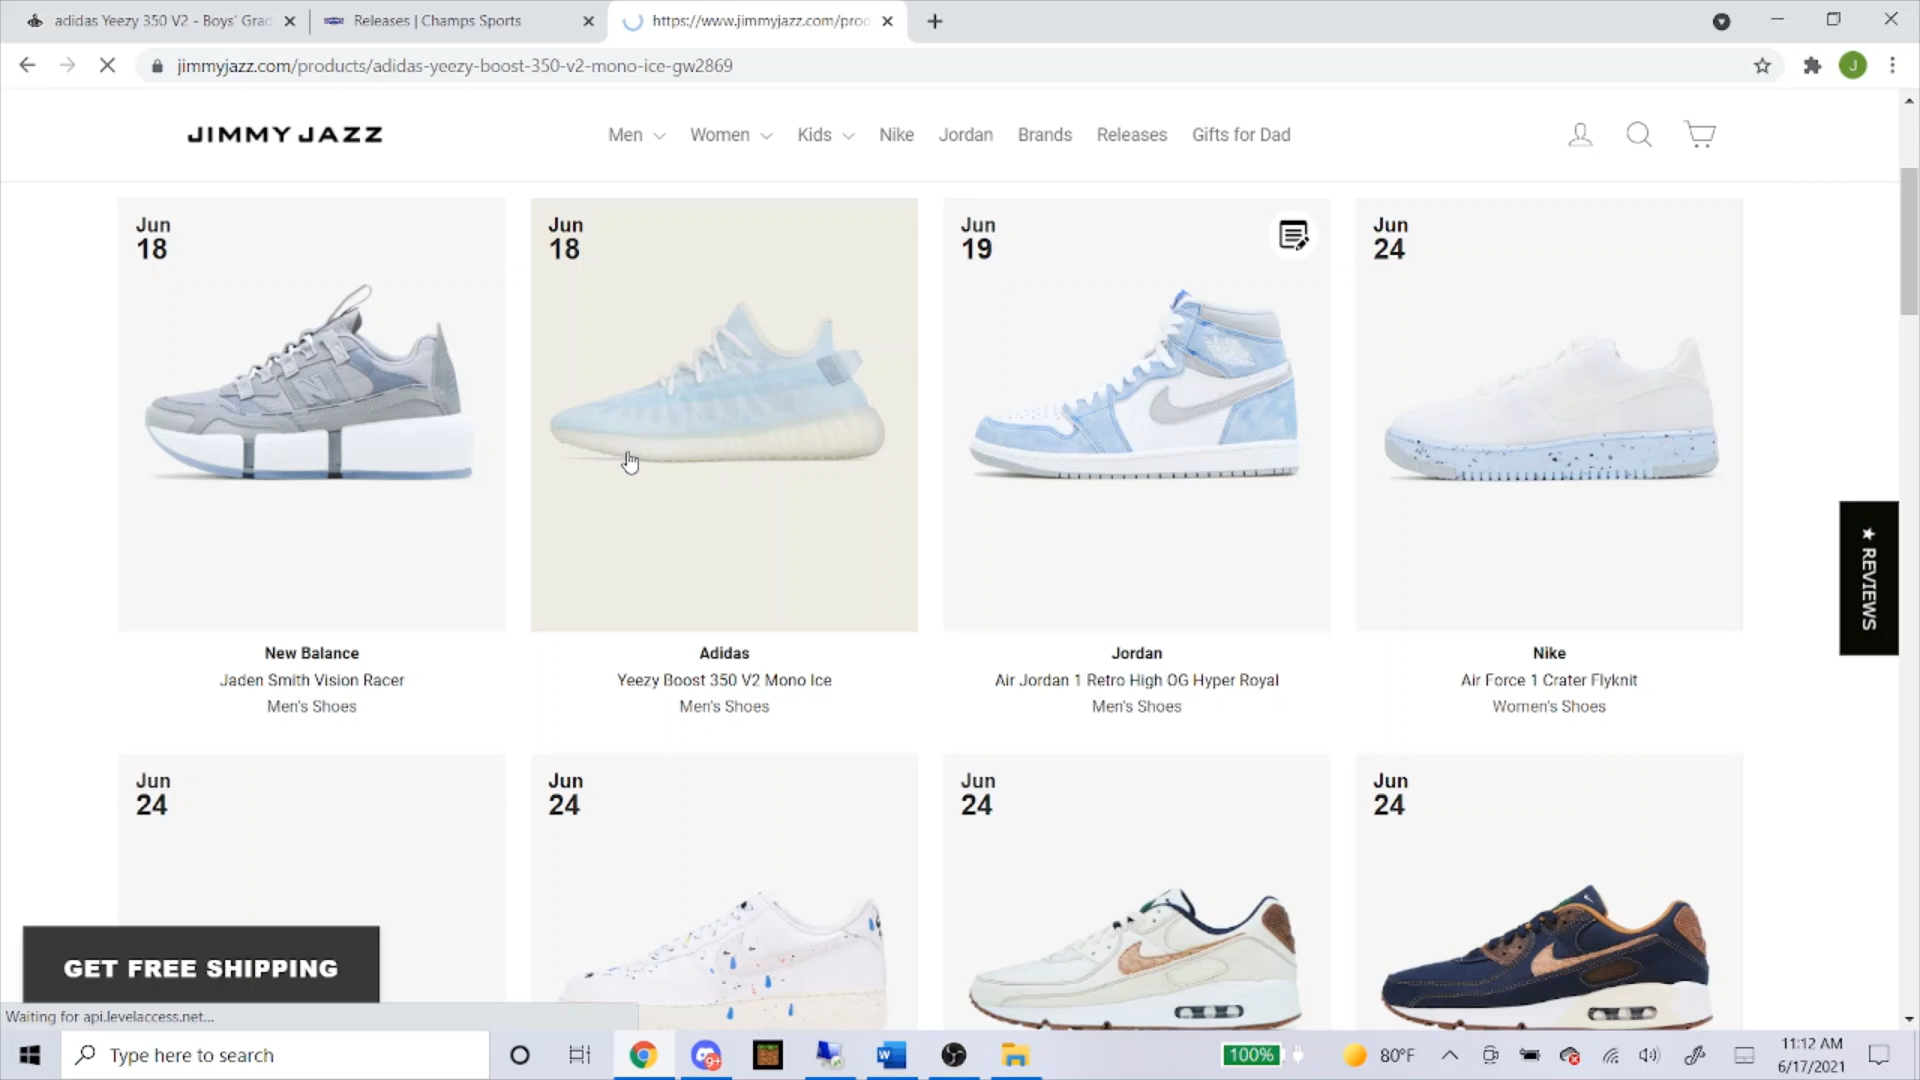 adidas Yeezy 350 V2 - Boys' Grad
Releases | Champs Sports
https://www.jimmyjazz.com/prod
jimmyjazz.com/products/adidas-yeezy-boost-350-v2-mono-ice-gw2869
J
JIMMY JAZZ
Men
Women
Kids
Nike
Jordan
Brands
Releases
Gifts for Dad
Jun
18
Jun
18
Jun
19
Jun
24
N
New Balance
Jaden Smith Vision Racer
Men's Shoes
Adidas
Yeezy Boost 350 V2 Mono Ice
Men's Shoes
Jordan
Air Jordan 1 Retro High OG Hyper Royal
Men's Shoes
Nike
Air Force 1 Crater Flyknit
Women's Shoes
★ REVIEWS
Jun
24
Jun
24
Jun
24
Jun
24
GET FREE SHIPPING
Waiting for api.levelaccess.net...
Type here to search
9+
W
100%
80°F
11:12 AM
6/17/2021